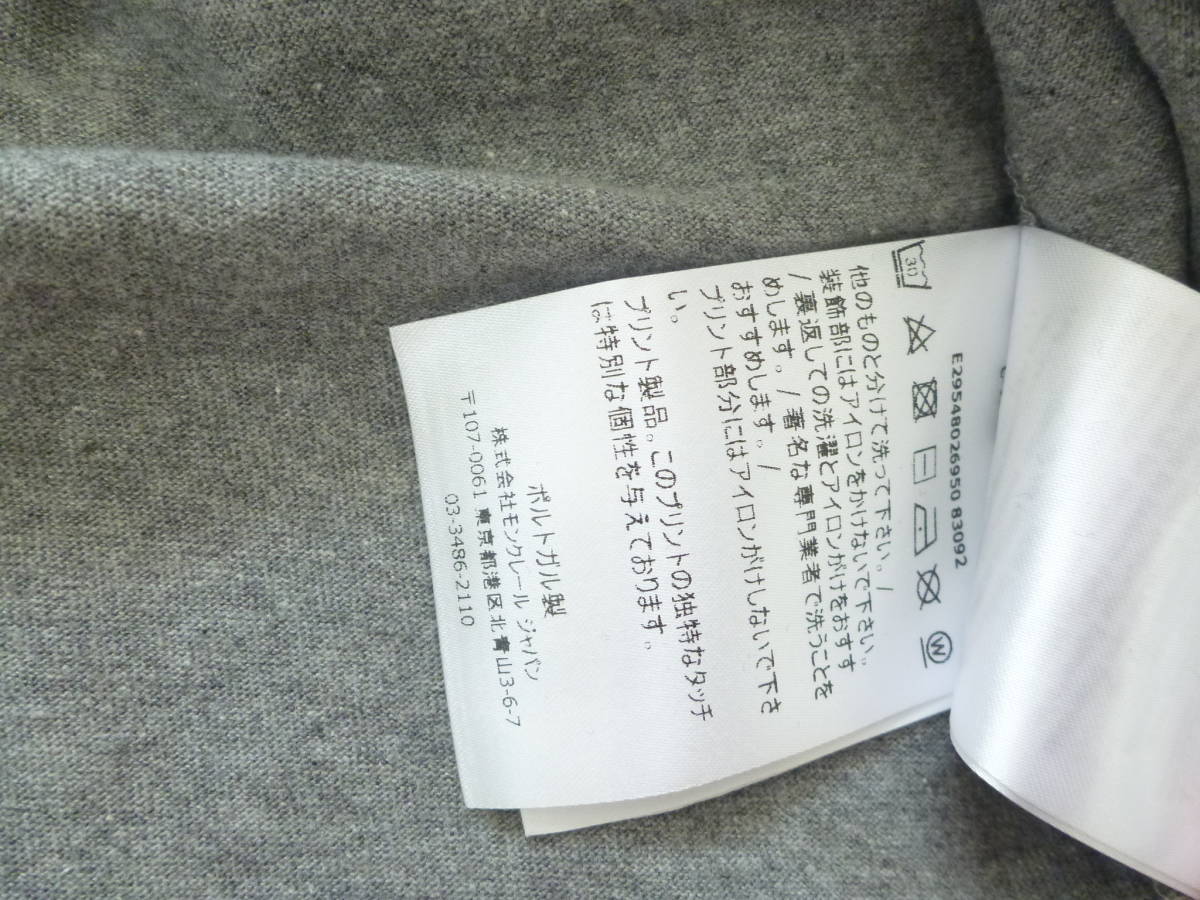 E29548026950 83092
30
W
他のものと分けて洗って下さい。/
装飾部にはアイロンをかけないで下さい。
/ 裏返しての洗濯とアイロンがけをおすす
めします。/ 著名な専門業者で洗うことを
おすすめします。/
プリント部分にはアイロンがけしないで下さ
い。
プリント製品。このプリントの独特なタッチ
は特別な個性を与えております。
ポルトガル製
株式会社モンクレール ジャパン
〒107-0061 東京都港区北青山3-6-7
03-3486-2110